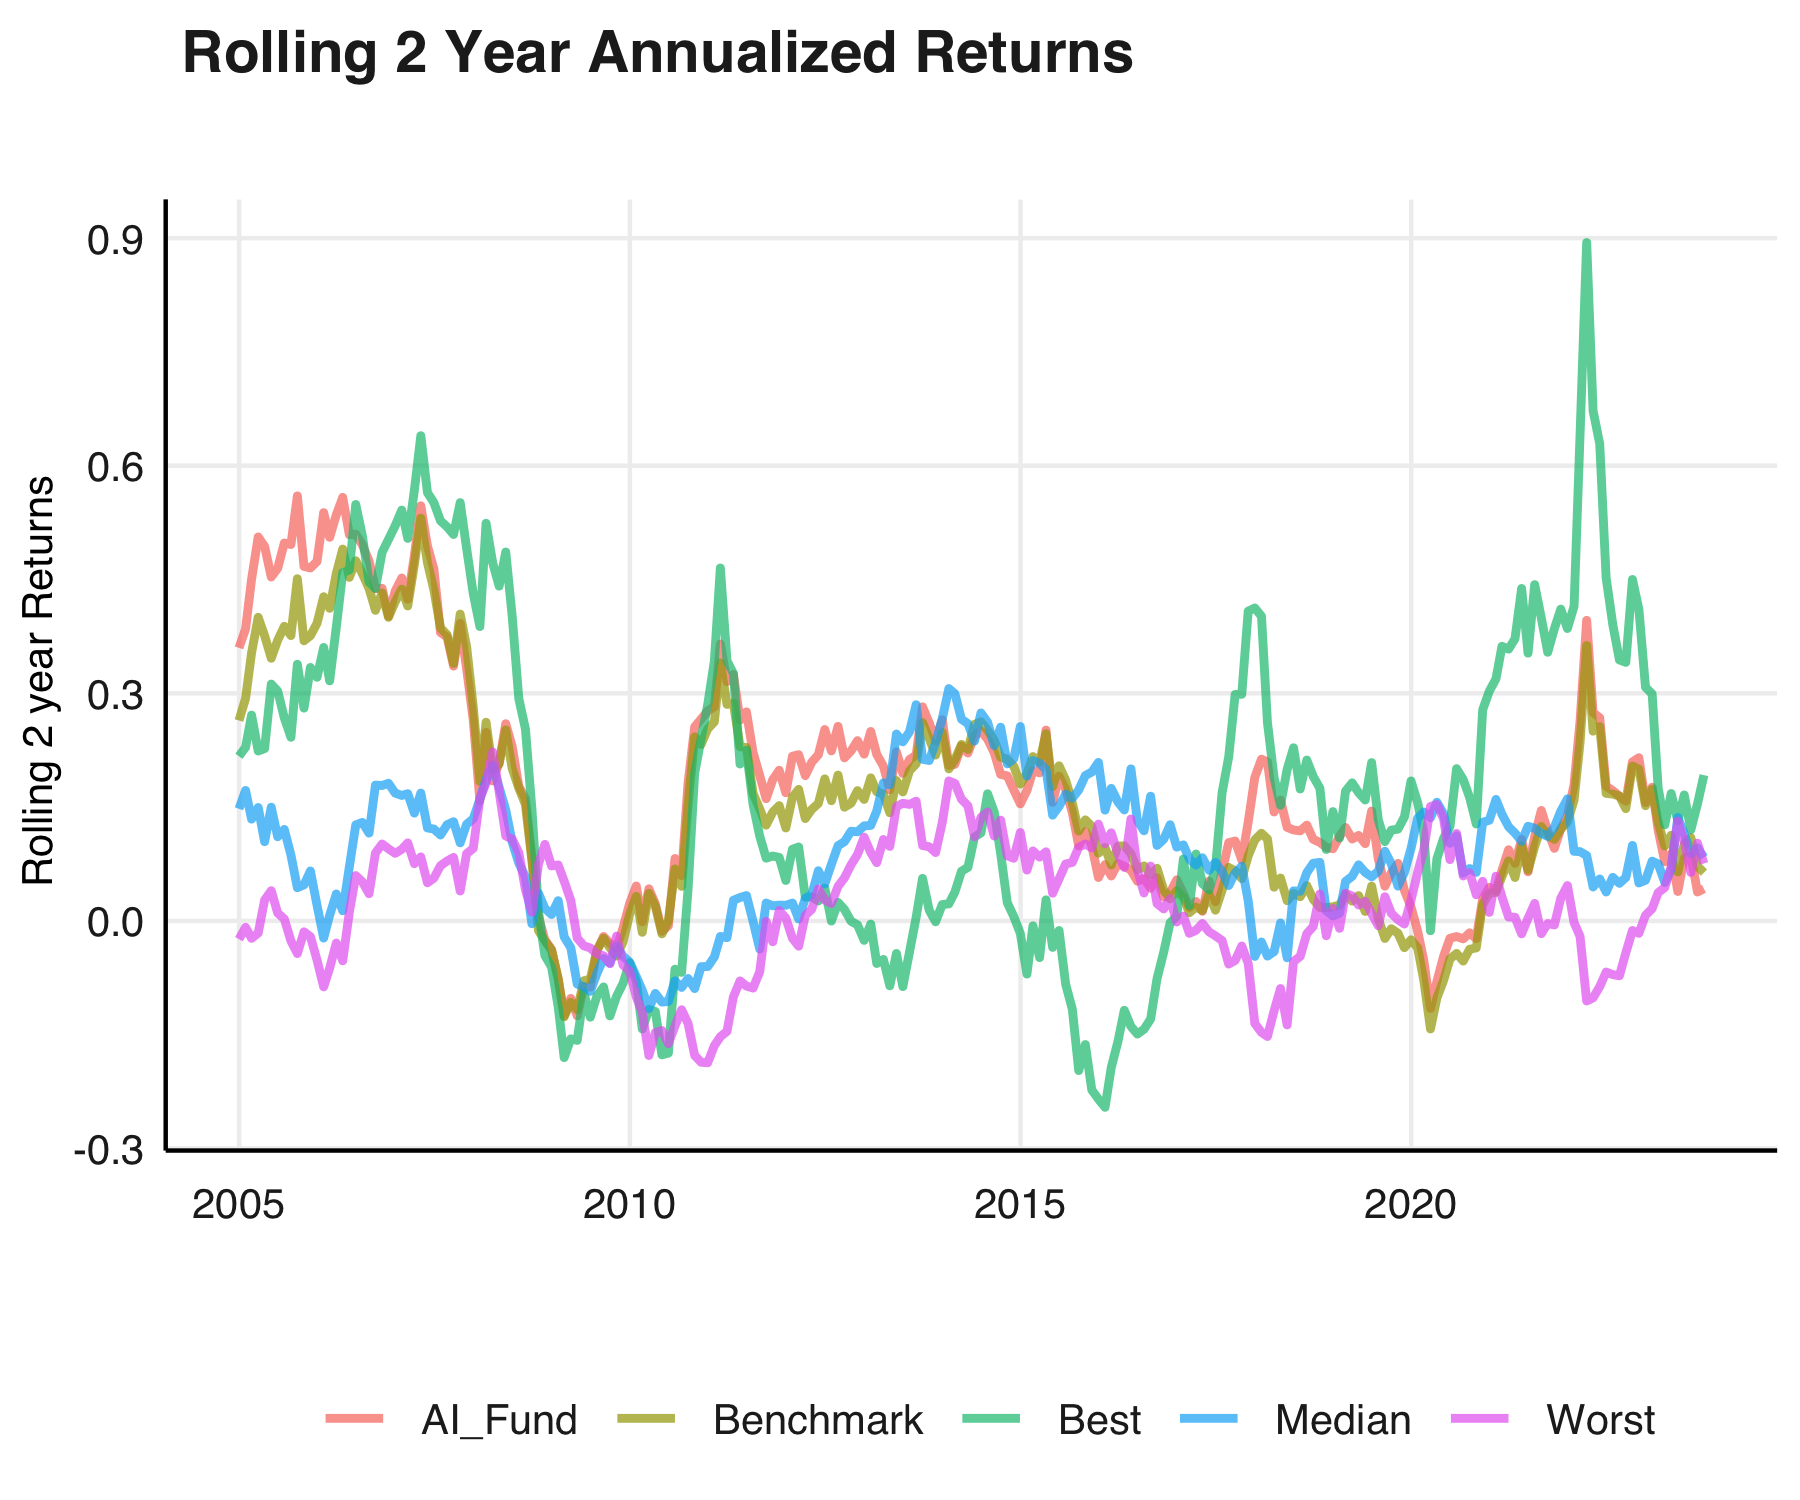 Rolling 2 Year Annualized Returns
Rolling 2 year Returns
0.9
0.6
0.3
0.0
-0.3
2005 2010 2015 2020
AI_Fund Benchmark Best Median Worst